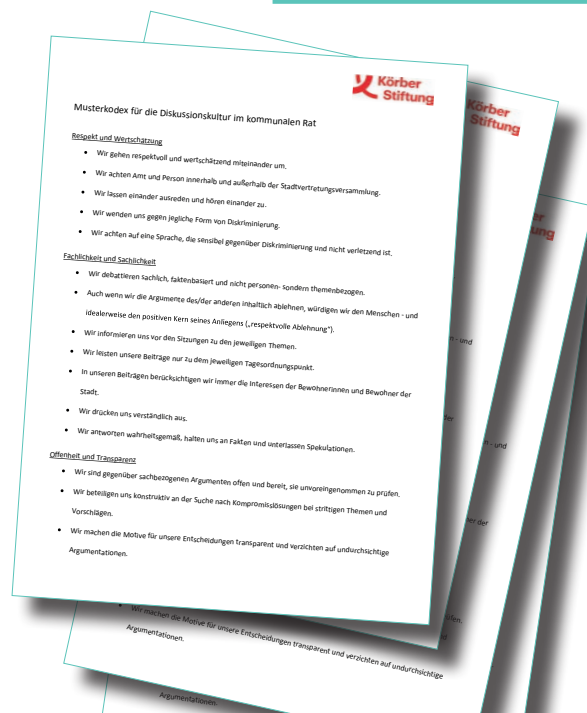 Körber
Stiftung
Musterkodex für die Diskussionskultur im kommunalen Rat
Respekt und Wertschätzung
• Wir gehen respektvoll und wertschätzend miteinander um.
• Wir achten Amt und Person innerhalb und außerhalb der Stadtvertretungsversammlung.
• Wir lassen einander ausreden und hören einander zu.
• Wir wenden uns gegen jegliche Form von Diskriminierung.
• Wir achten auf eine Sprache, die sensibel gegenüber Diskriminierung und nicht verletzend ist.
Fachlichkeit und Sachlichkeit
• Wir debattieren sachlich, faktenbasiert und nicht personen- sondern themenbezogen.
• Auch wenn wir die Argumente des/der anderen inhaltlich ablehnen, würdigen wir den Menschen - und
idealerweise den positiven Kern seines Anliegens („respektvolle Ablehnung").
• Wir informieren uns vor den Sitzungen zu den jeweiligen Themen.
• Wir leisten unsere Beiträge nur zu dem jeweiligen Tagesordnungspunkt.
• In unseren Beiträgen berücksichtigen wir immer die Interessen der Bewohnerinnen und Bewohner der
Stadt.
• Wir drücken uns verständlich aus.
• Wir antworten wahrheitsgemäß, halten uns an Fakten und unterlassen Spekulationen.
Offenheit und Transparenz
• Wir sind gegenüber sachbezogenen Argumenten offen und bereit, sie unvoreingenommen zu prüfen.
• Wir beteiligen uns konstruktiv an der Suche nach Kompromisslösungen bei strittigen Themen und
Vorschlägen.
• Wir machen die Motive für unsere Entscheidungen transparent und verzichten auf undurchsichtige
Argumentationen.
Körber
Stiftung
n - und
der
üfen.
• Wir machen die Motive für unsere Entscheidungen transparent und verzichten auf undurchsichtige
Argumentationen.
er
ung
n - und
er der
Argumentationen.